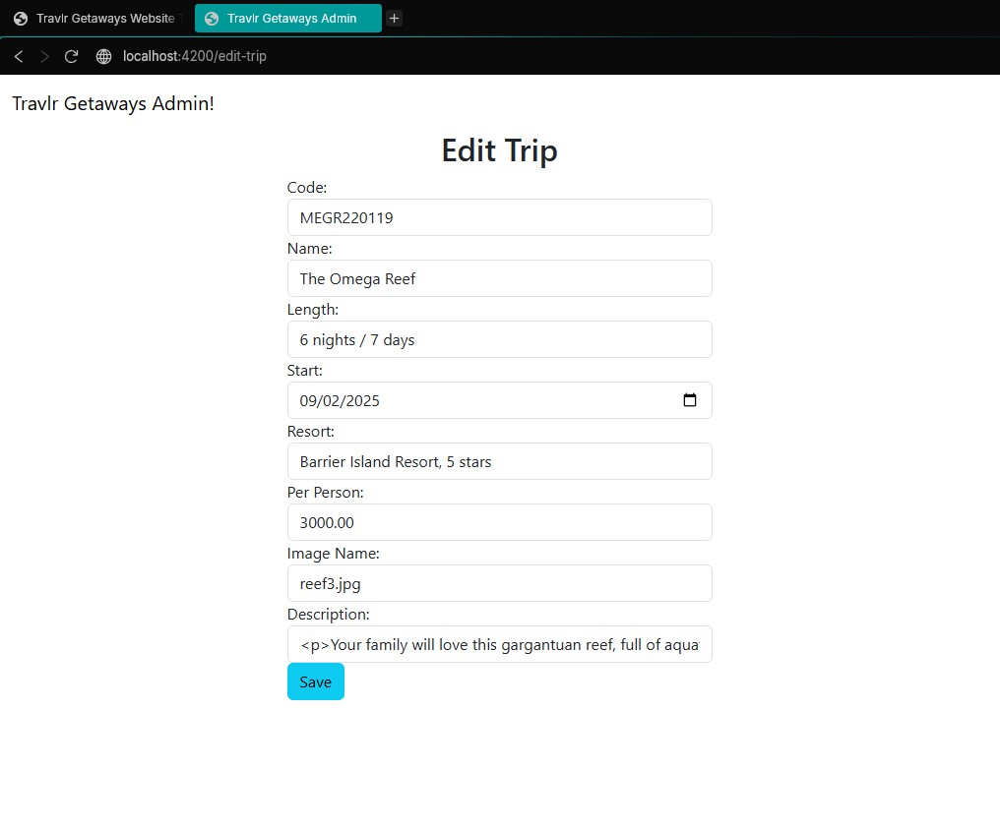 Travlr Getaways Website
Travlr Getaways Admin
localhost:4200/edit-trip
Travlr Getaways Admin!
Edit Trip
Code:
MEGR220119
Name:
The Omega Reef
Length:
6 nights / 7 days
Start:
09/02/2025
Resort:
Barrier Island Resort, 5 stars
Per Person:
3000.00
Image Name:
reef3.jpg
Description:
<p>Your family will love this gargantuan reef, full of
Save